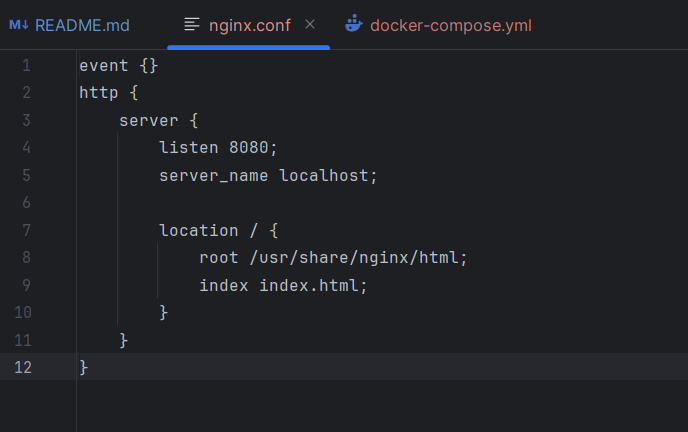 M↓ README.md nginx.conf × docker-compose.yml
1 event {}
2 http {
3 server {
4 listen 8080;
5 server_name localhost;
6
7 location / {
8 root /usr/share/nginx/html;
9 index index.html;
10 }
11 }
12 }